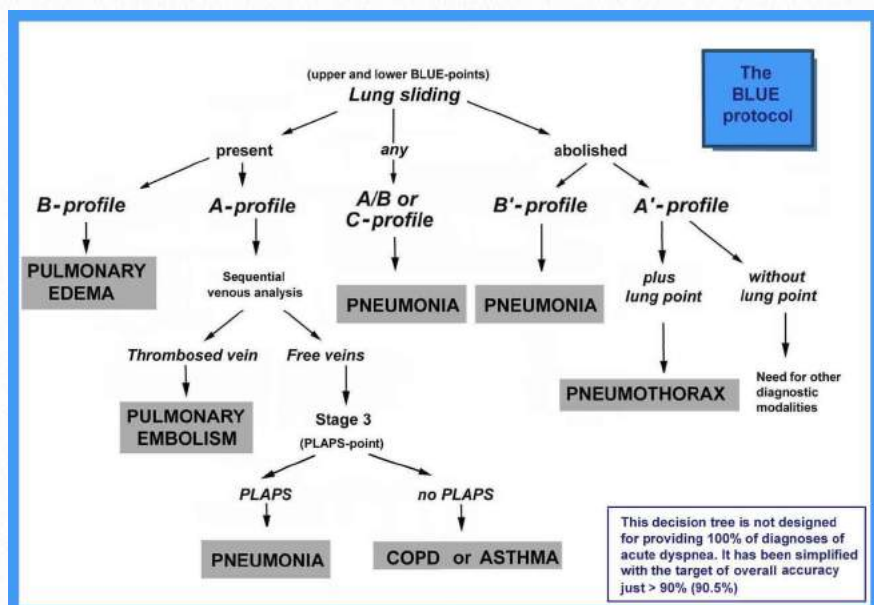 The
BLUE
protocol
(upper and lower BLUE-points)
Lung sliding
present
any
abolished
B-profile
A-profile
A/B or
C-profile
B'-profile
A'-profile
PULMONARY
EDEMA
Sequential
venous analysis
PNEUMONIA
PNEUMONIA
plus
lung point
without
lung point
Thrombosed vein
Free veins
PNEUMOTHORAX
Need for other
diagnostic
modalities
PULMONARY
EMBOLISM
Stage 3
(PLAPS-point)
PLAPS
no PLAPS
PNEUMONIA
COPD or ASTHMA
This decision tree is not designed
for providing 100% of diagnoses of
acute dyspnea. It has been simplified
with the target of overall accuracy
just > 90% (90.5%)